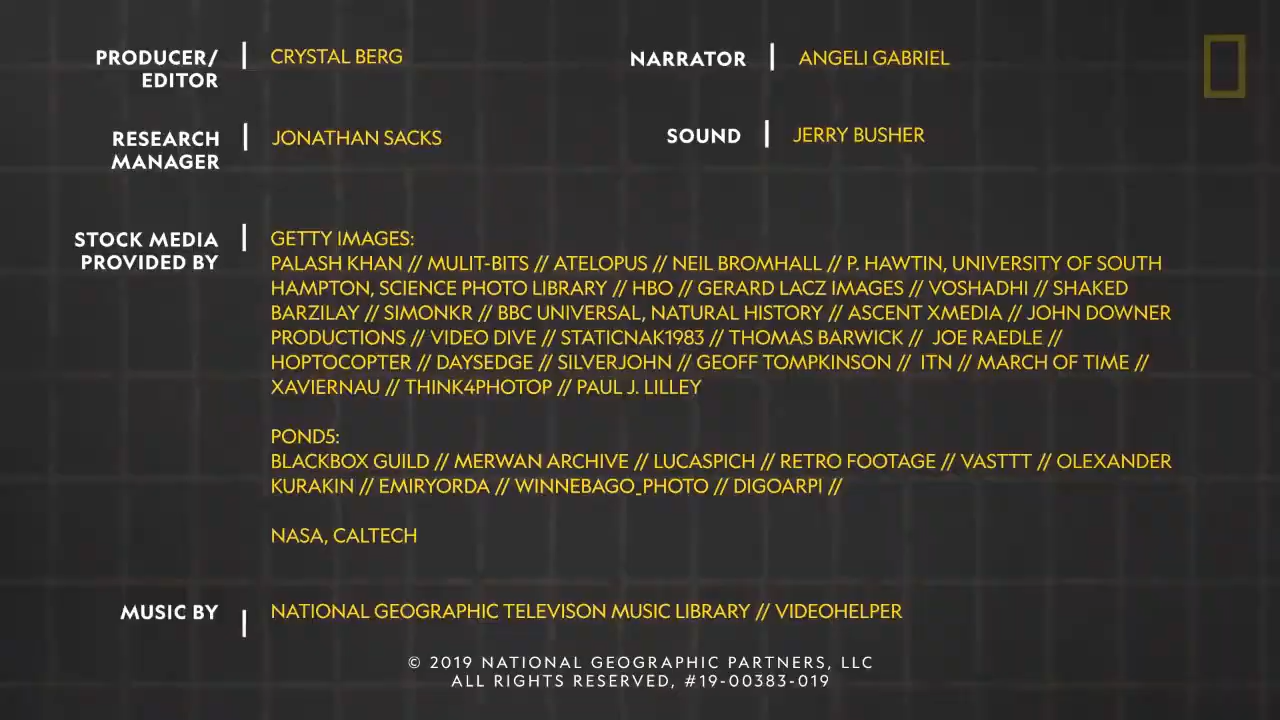 PRODUCER/
EDITOR
CRYSTAL BERG
NARRATOR
ANGELI GABRIEL
RESEARCH
MANAGER
JONATHAN SACKS
SOUND
JERRY BUSHER
STOCK MEDIA
PROVIDED BY
GETTY IMAGES:
PALASH KHAN // MULIT-BITS // ATELOPUS // NEIL BROMHALL // P. HAWTIN, UNIVERSITY OF SOUTH
HAMPTON, SCIENCE PHOTO LIBRARY // HBO // GERARD LACZ IMAGES // VOSHADHI // SHAKED
BARZILAY // SIMONKR // BBC UNIVERSAL, NATURAL HISTORY // ASCENT XMEDIA // JOHN DOWNER
PRODUCTIONS // VIDEO DIVE // STATICNAK1983 // THOMAS BARWICK // JOE RAEDLE //
HOPTOCOPTER // DAYSEDGE // SILVERJOHN // GEOFF TOMPKINSON // ITN // MARCH OF TIME //
XAVIERNAU // THINK4PHOTOP // PAUL J. LILLEY
POND5:
BLACKBOX GUILD // MERWAN ARCHIVE // LUCASPICH // RETRO FOOTAGE // VASTTT // OLEXANDER
KURAKIN // EMIRYORDA // WINNEBAGO_PHOTO // DIGOARPI //
NASA, CALTECH
MUSIC BY
NATIONAL GEOGRAPHIC TELEVISON MUSIC LIBRARY // VIDEOHELPER
© 2019 NATIONAL GEOGRAPHIC PARTNERS, LLC
ALL RIGHTS RESERVED, #19-00383-019